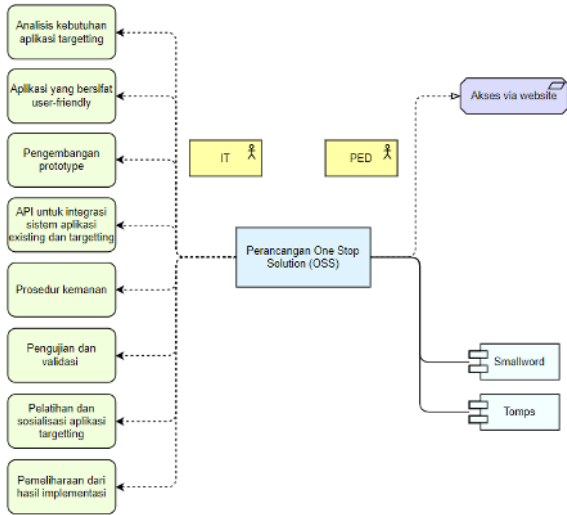 Analisis kebutuhan
aplikasi targetting
Aplikasi yang bersifat
user-friendly
Pengembangan
prototype
API untuk integrasi
sistem aplikasi
existing dan targetting
Prosedur kemanan
Pengujian dan
validasi
Pelatihan dan
sosialisasi aplikasi
targetting
Pemeliharaan dari
hasil implementasi
IT
PED
Perancangan One Stop
Solution (OSS)
Akses via website
Smallword
Tomps